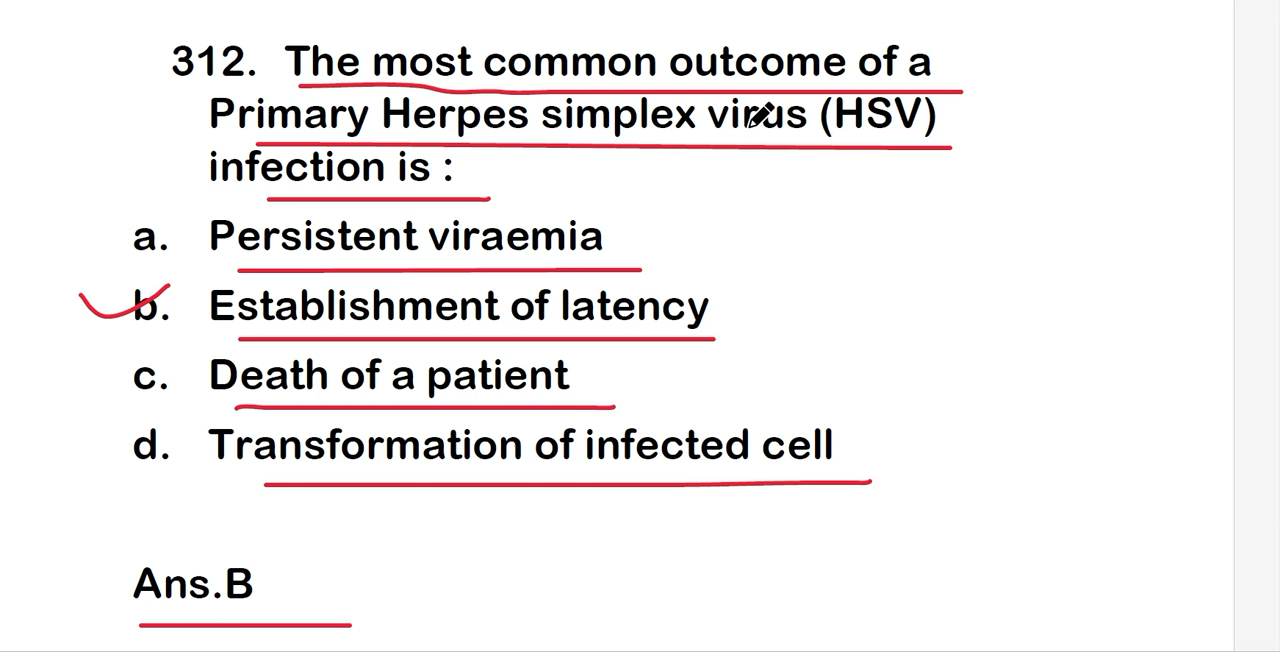 312. The most common outcome of a
Primary Herpes simplex virus (HSV)
infection is :
a. Persistent viraemia
b. Establishment of latency
c. Death of a patient
d. Transformation of infected cell
Ans.B